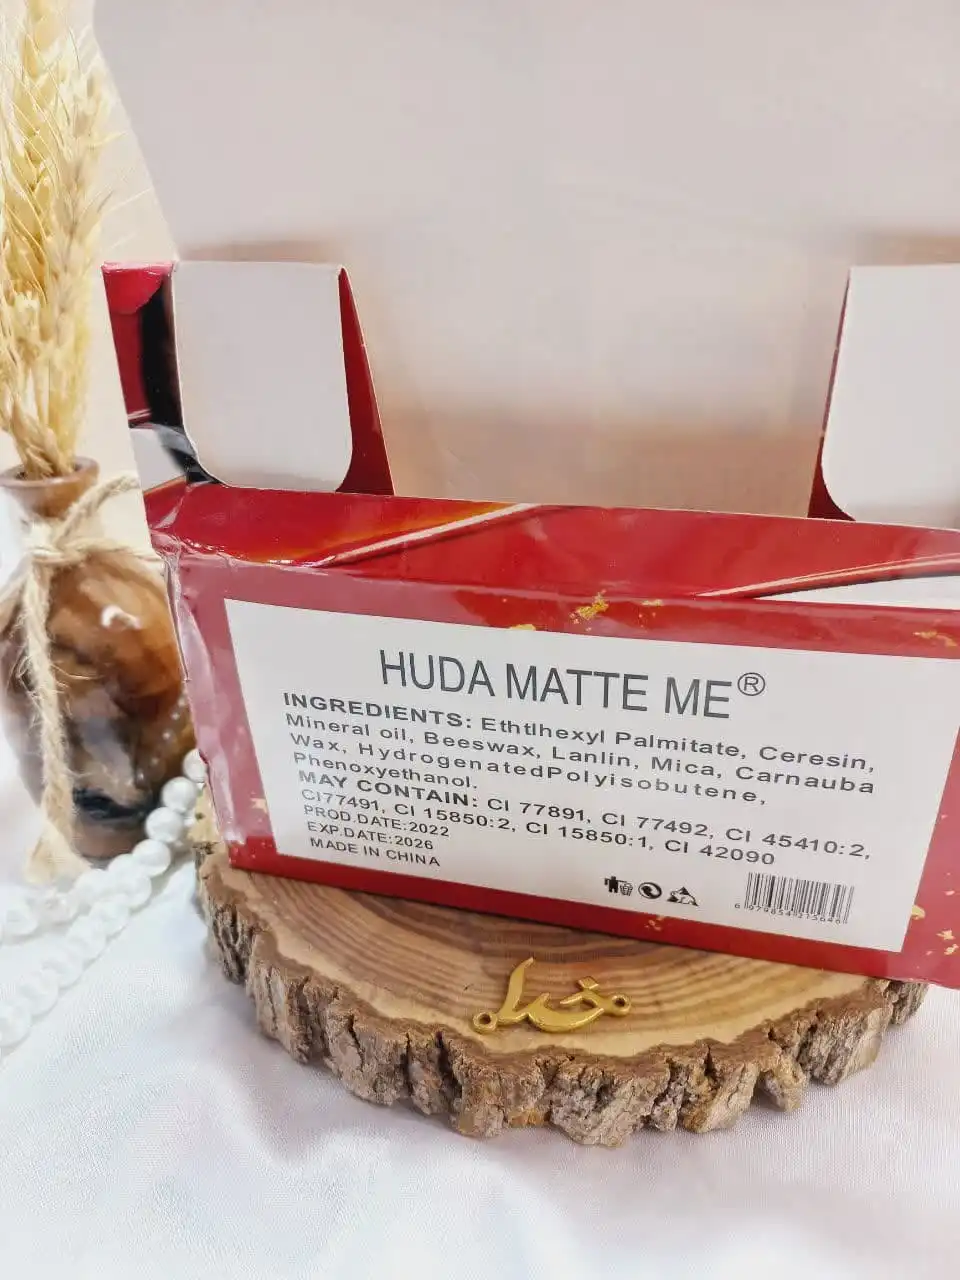 HUDA MATTE ME®
INGREDIENTS: Ethtlhexyl Palmitate, Ceresin,
Mineral oil, Beeswax, Lanlin, Mica, Carnauba
Wax, HydrogenatedPolyisobutene,
Phenoxyethanol.
MAY CONTAIN: CI 77891, CI 77492, CI 45410:2,
CI77491, CI 15850:2, CI 15850:1, CI 42090
PROD.DATE:2022
EXP.DATE:2026
MADE IN CHINA